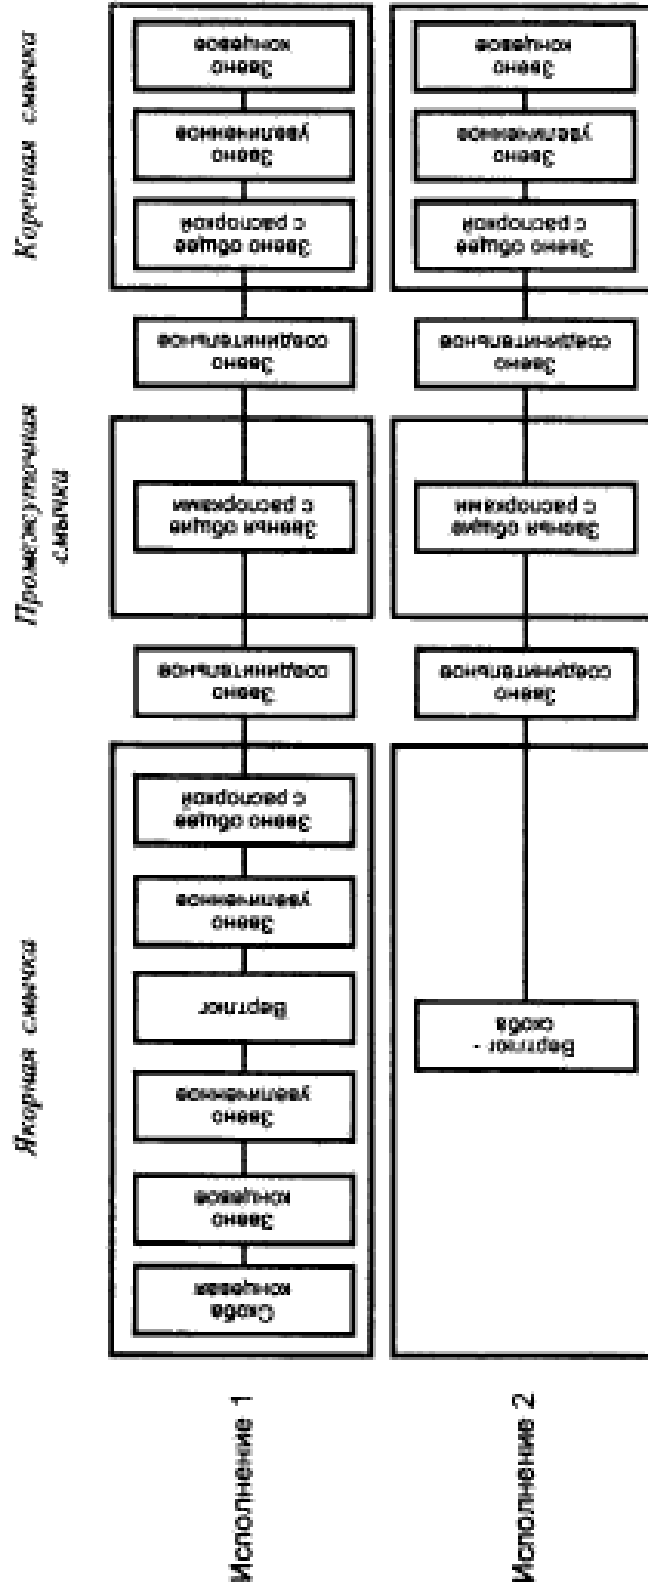 Якорная смычка
Промежуточная
смычка
Коренная смычка
Исполнение 1
Скоба
концевая
Звено
концевое
Звено
увеличенное
Вертлюг
Звено
увеличенное
Звено общее
с распоркой
Звено
соединительное
Звенья общие
с распорками
Звено
соединительное
Звено общее
с распоркой
Звено
увеличенное
Звено
концевое
Исполнение 2
Вертлюг -
скоба
Звено
соединительное
Звенья общие
с распорками
Звено
соединительное
Звено общее
с распоркой
Звено
увеличенное
Звено
концевое